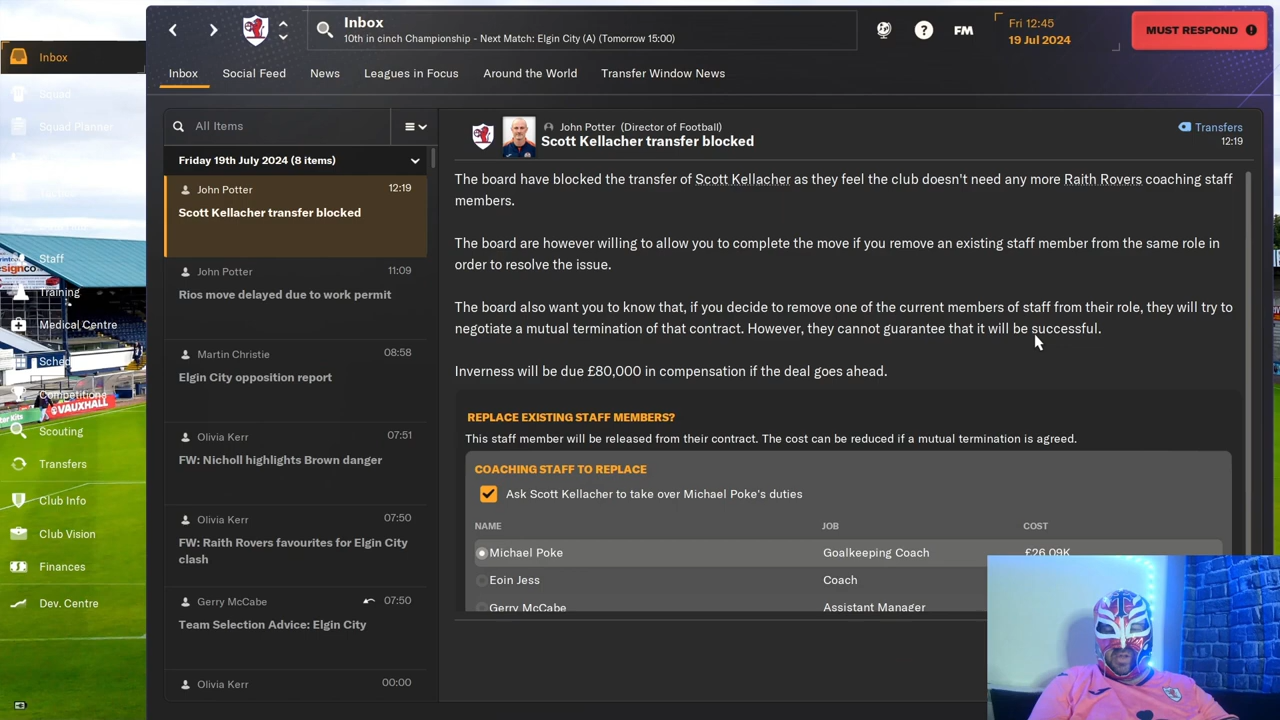 Inbox
10th in cinch Championship - Next Match: Elgin City (A) (Tomorrow 15:00)
?
FM
Fri 12:45
19 Jul 2024
MUST RESPOND
Inbox
Squad
Squad Planner
Staff
Training
Medical Centre
Sched
Competitions
Scouting
Transfers
Club Info
Club Vision
Finances
Dev. Centre
VAUXHALL
Inbox
Social Feed
News
Leagues in Focus
Around the World
Transfer Window News
All Items
Friday 19th July 2024 (8 items)
John Potter 12:19
Scott Kellacher transfer blocked
John Potter 11:09
Rios move delayed due to work permit
Martin Christie 08:58
Elgin City opposition report
Olivia Kerr 07:51
FW: Nicholl highlights Brown danger
Olivia Kerr 07:50
FW: Raith Rovers favourites for Elgin City
clash
Gerry McCabe 07:50
Team Selection Advice: Elgin City
Olivia Kerr 00:00
John Potter (Director of Football)
Scott Kellacher transfer blocked
Transfers
12:19
The board have blocked the transfer of Scott Kellacher as they feel the club doesn't need any more Raith Rovers coaching staff
members.
The board are however willing to allow you to complete the move if you remove an existing staff member from the same role in
order to resolve the issue.
The board also want you to know that, if you decide to remove one of the current members of staff from their role, they will try to
negotiate a mutual termination of that contract. However, they cannot guarantee that it will be successful.
Inverness will be due £80,000 in compensation if the deal goes ahead.
REPLACE EXISTING STAFF MEMBERS?
This staff member will be released from their contract. The cost can be reduced if a mutual termination is agreed.
COACHING STAFF TO REPLACE
Ask Scott Kellacher to take over Michael Poke's duties
NAME JOB COST
Michael Poke Goalkeeping Coach £26.09K
Eoin Jess Coach
Gerry McCabe Assistant Manager